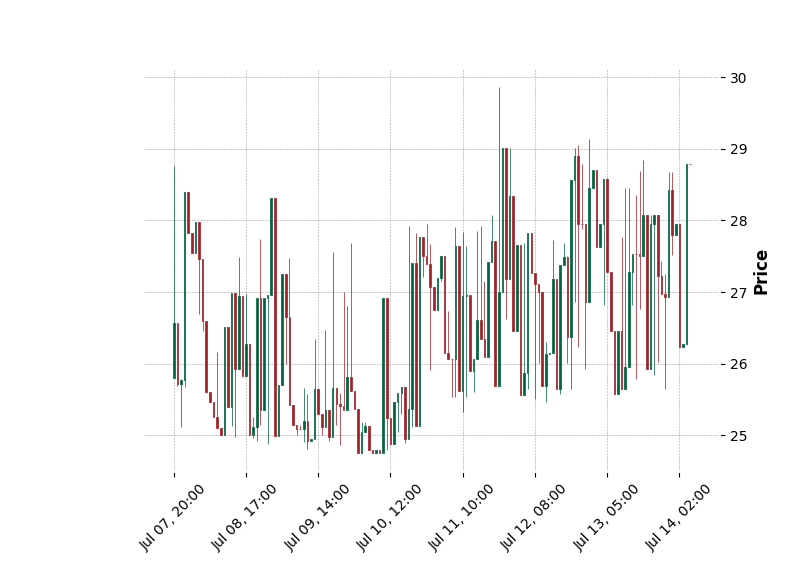 30
29
28
27
26
25
Price
Jul 07, 20:00
Jul 08, 17:00
Jul 09, 14:00
Jul 10, 12:00
Jul 11, 10:00
Jul 12, 08:00
Jul 13, 05:00
Jul 14, 02:00